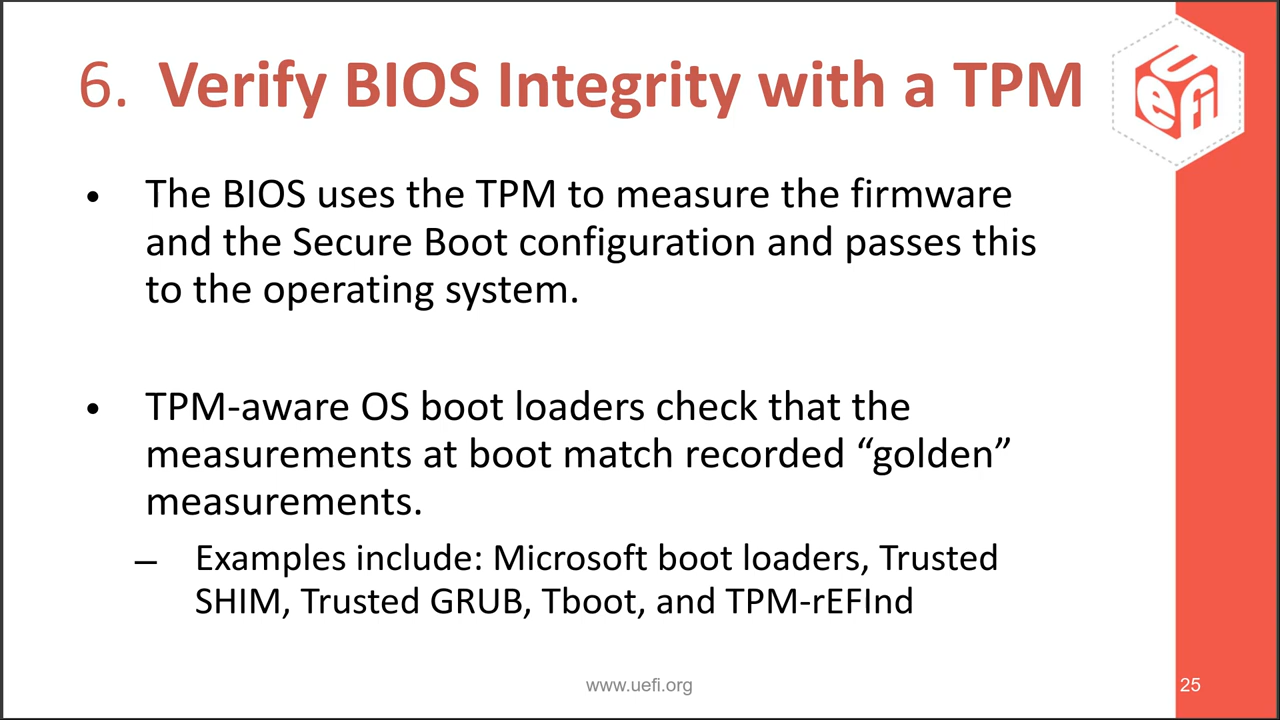 6. Verify BIOS Integrity with a TPM
UEFI
• The BIOS uses the TPM to measure the firmware
and the Secure Boot configuration and passes this
to the operating system.
• TPM-aware OS boot loaders check that the
measurements at boot match recorded “golden”
measurements.
– Examples include: Microsoft boot loaders, Trusted
SHIM, Trusted GRUB, Tboot, and TPM-rEFInd
www.uefi.org
25